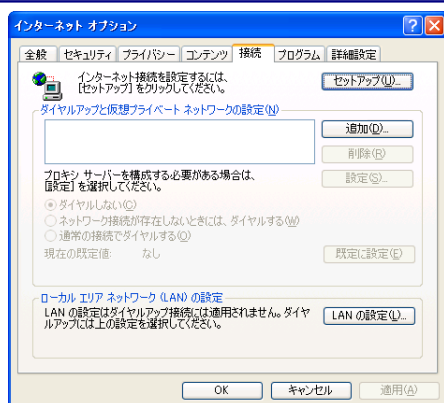 インターネット オプション
全般 セキュリティ プライバシー コンテンツ 接続 プログラム 詳細設定
インターネット接続を設定するには、
[セットアップ] をクリックしてください。
セットアップ(U)...
ダイヤルアップと仮想プライベート ネットワークの設定(N)
追加(D)...
削除(R)
プロキシ サーバーを構成する必要がある場合は、
[設定] を選択してください。
設定(S)...
ダイヤルしない(C)
ネットワーク接続が存在しないときには、ダイヤルする(W)
通常の接続でダイヤルする(O)
現在の既定値: なし
既定に設定(E)
ローカル エリア ネットワーク (LAN) の設定
LAN の設定はダイヤルアップ接続には適用されません。ダイヤ
ルアップには上の設定を選択してください。
LAN の設定(L)...
OK キャンセル 適用(A)